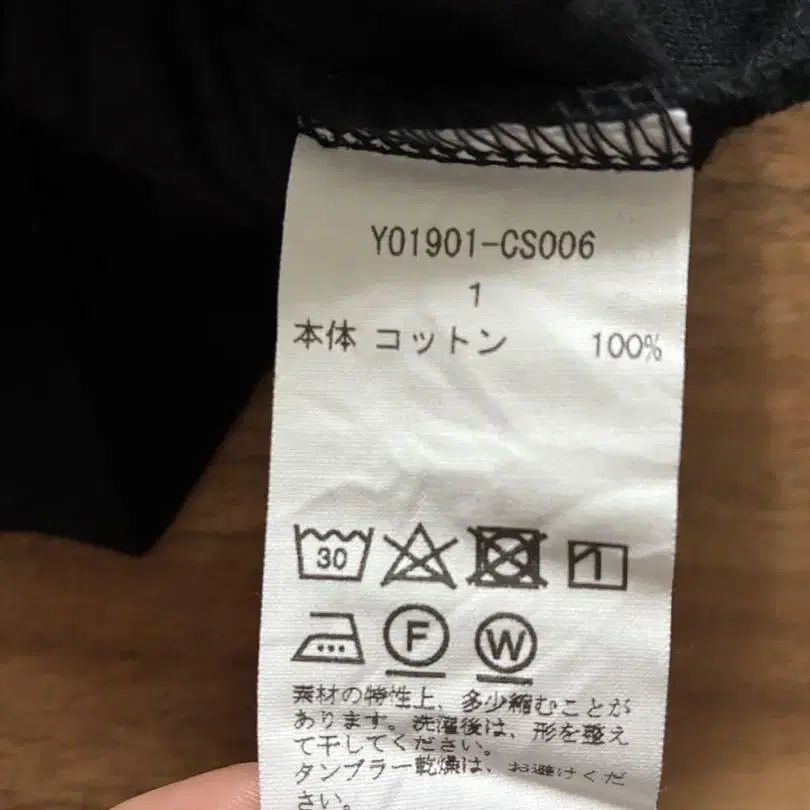 Y01901-CS006
1
本体 コットン 100%
30
F
W
素材の特性上、多少縮むことが
あります。洗濯後は、形を整え
て干してください。
タンブラー乾燥は、お避けくだ
さい。